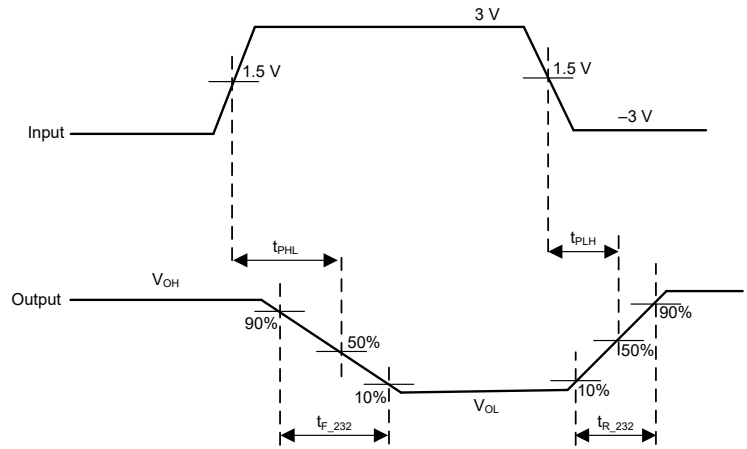 3 V
1.5 V
1.5 V
–3 V
Input
tPHL
tPLH
VOH
Output
90%
50%
10%
VOL
90%
50%
10%
tF_232
tR_232